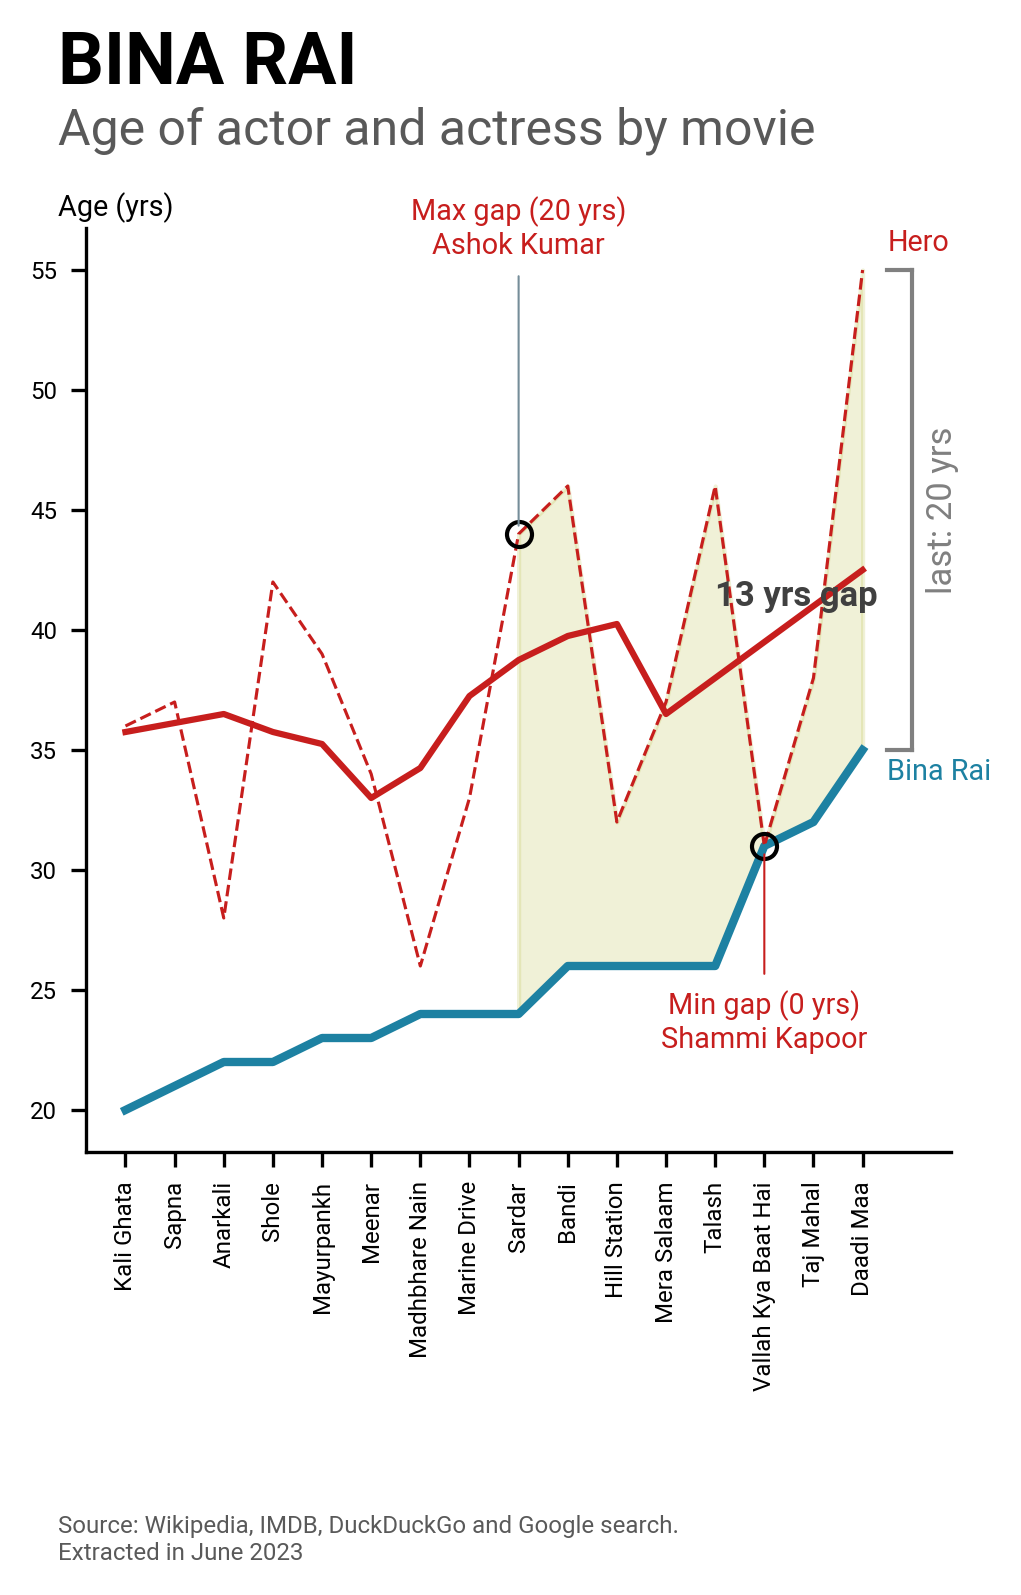 BINA RAI
Age of actor and actress by movie
Age (yrs)
Max gap (20 yrs)
Ashok Kumar
Hero
55
50
45
40
35
30
25
20
last: 20 yrs
13 yrs gap
Bina Rai
Min gap (0 yrs)
Shammi Kapoor
Kali Ghata
Sapna
Anarkali
Shole
Mayurpankh
Meenar
Madhbhare Nain
Marine Drive
Sardar
Bandi
Hill Station
Mera Salaam
Talash
Vallah Kya Baat Hai
Taj Mahal
Daadi Maa
Source: Wikipedia, IMDB, DuckDuckGo and Google search.
Extracted in June 2023